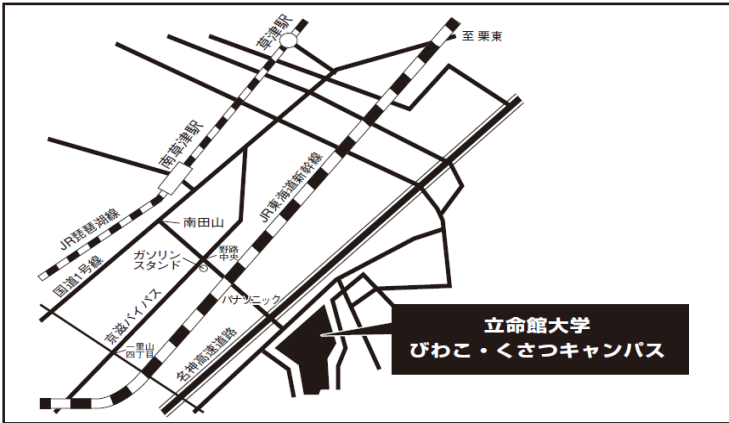 草津駅
至 栗東
南草津駅
JR東海道新幹線
JR琵琶湖線
南田山
国道1号線
ガソリン
スタンド
野路
中央
パナソニック
京滋バイパス
一里山
四丁目
名神高速道路
立命館大学
びわこ・くさつキャンパス